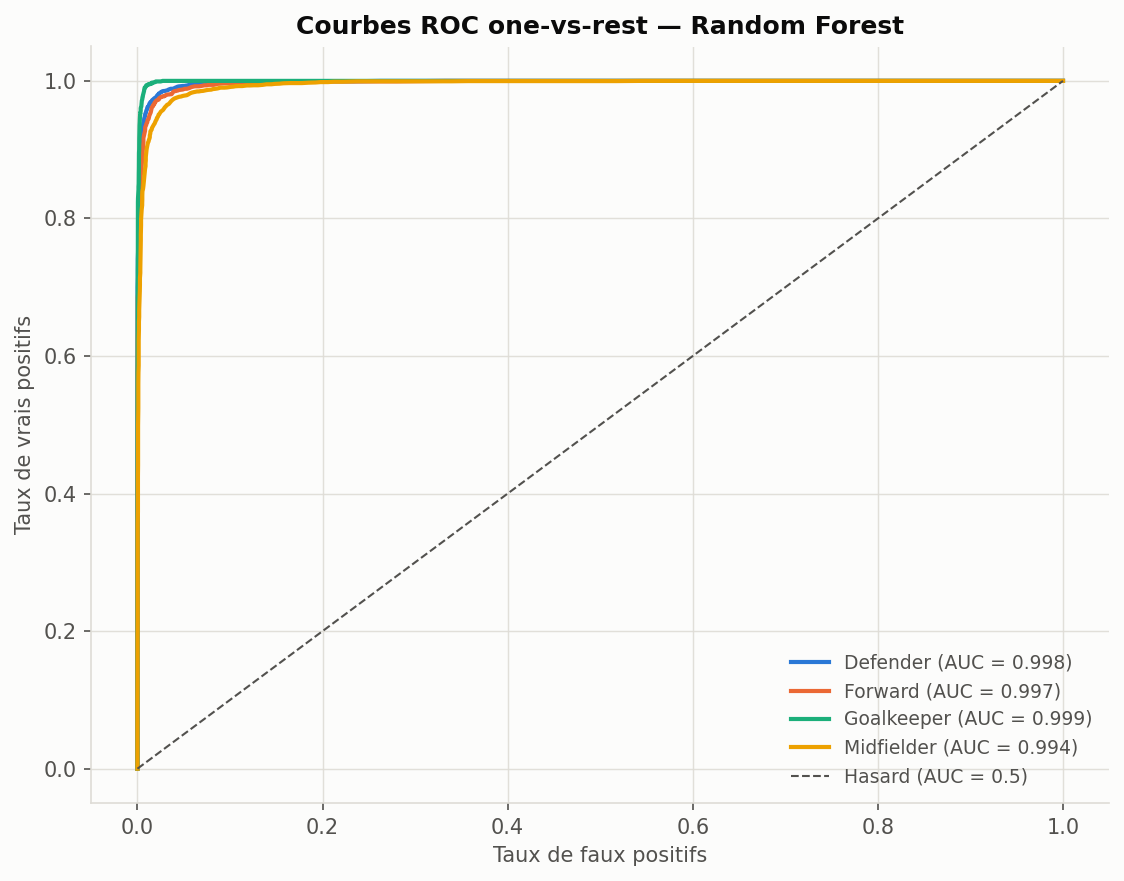 Courbes ROC one-vs-rest — Random Forest
Taux de vrais positifs
1.0
0.8
0.6
0.4
0.2
0.0
Defender (AUC = 0.998)
Forward (AUC = 0.997)
Goalkeeper (AUC = 0.999)
Midfielder (AUC = 0.994)
Hasard (AUC = 0.5)
0.0 0.2 0.4 0.6 0.8 1.0
Taux de faux positifs